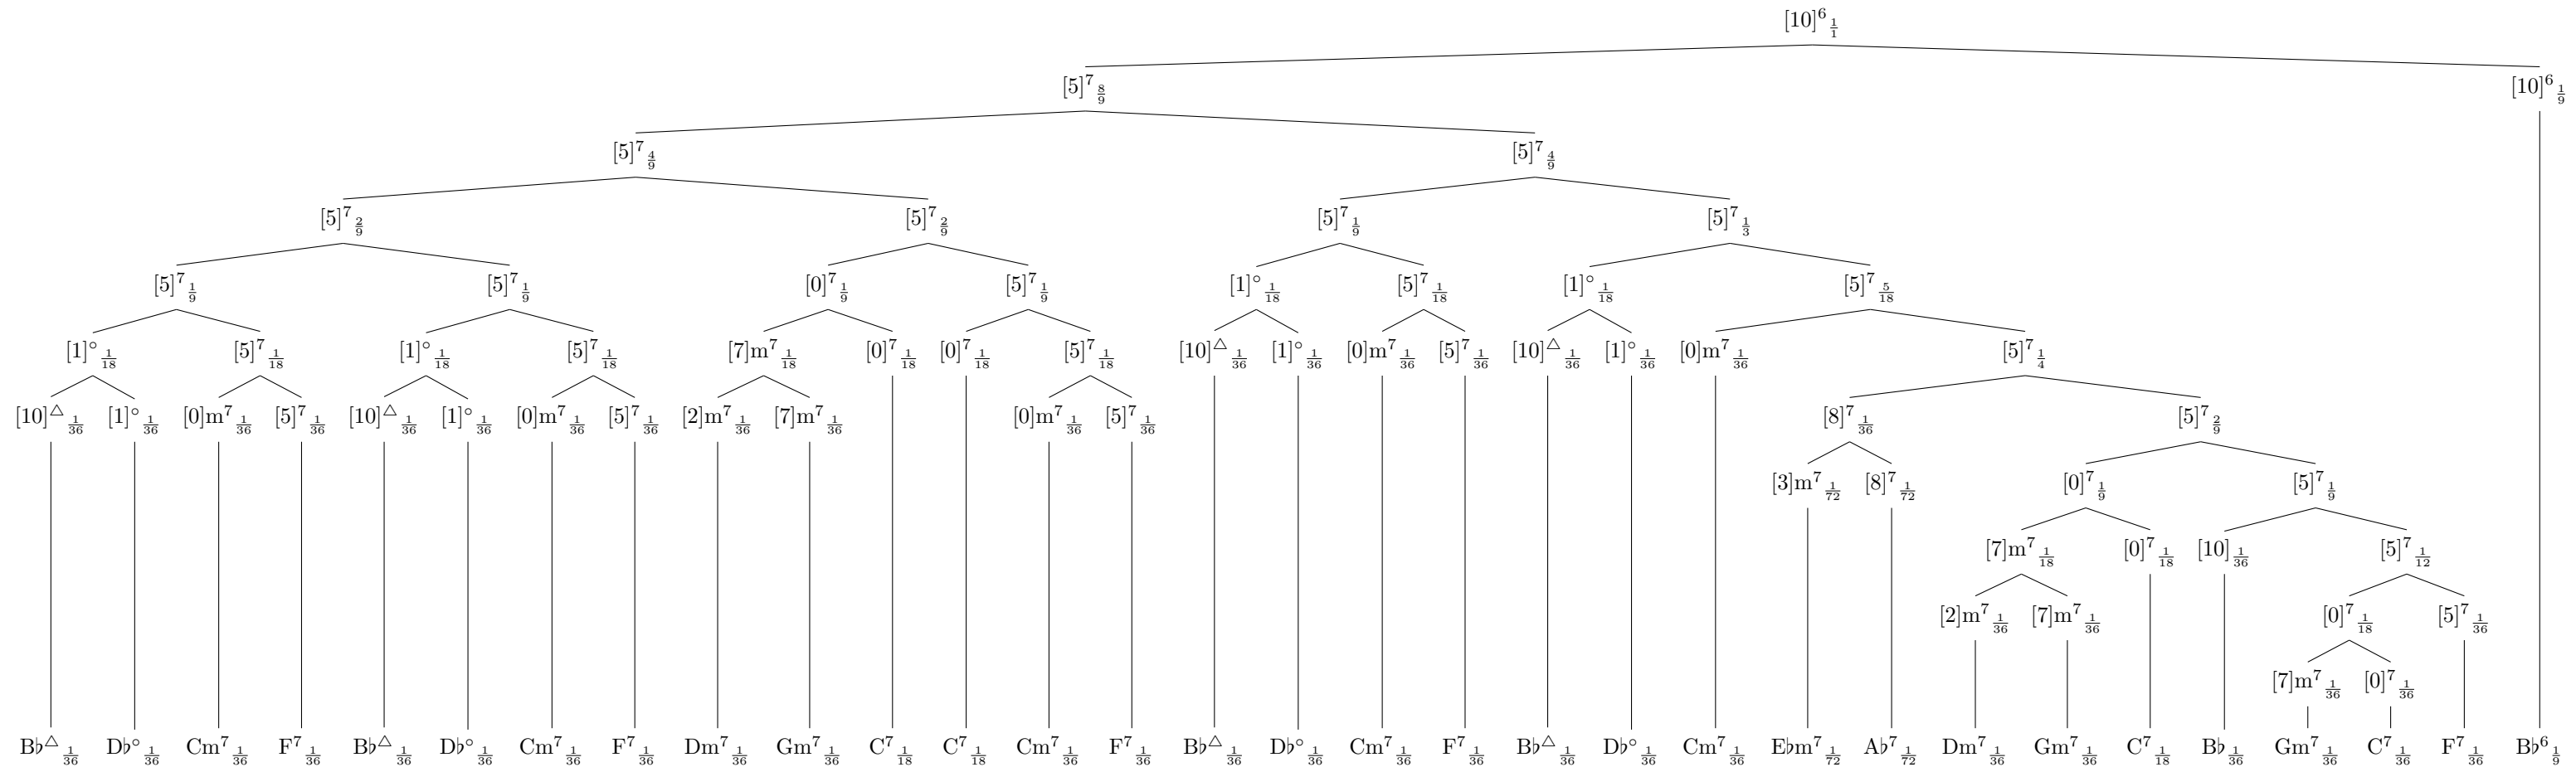 [10]⁶ 1/1
[5]⁷ 8/9 [10]⁶ 1/9
[5]⁷ 4/9 [5]⁷ 4/9
[5]⁷ 2/9 [5]⁷ 2/9 [5]⁷ 1/9 [5]⁷ 1/3
[5]⁷ 1/9 [5]⁷ 1/9 [0]⁷ 1/9 [5]⁷ 1/9 [1]° 1/18 [5]⁷ 1/18 [1]° 1/18 [5]⁷ 5/18
[1]° 1/18 [5]⁷ 1/18 [1]° 1/18 [5]⁷ 1/18 [7]m⁷ 1/18 [0]⁷ 1/18 [0]⁷ 1/18 [5]⁷ 1/18 [10]△ 1/36 [1]° 1/36 [0]m⁷ 1/36 [5]⁷ 1/36 [10]△ 1/36 [1]° 1/36 [0]m⁷ 1/36 [5]⁷ 1/4
[10]△ 1/36 [1]° 1/36 [0]m⁷ 1/36 [5]⁷ 1/36 [10]△ 1/36 [1]° 1/36 [0]m⁷ 1/36 [5]⁷ 1/36 [2]m⁷ 1/36 [7]m⁷ 1/36 [0]m⁷ 1/36 [5]⁷ 1/36 [8]⁷ 1/36 [5]⁷ 2/9
[3]m⁷ 1/72 [8]⁷ 1/72 [0]⁷ 1/9 [5]⁷ 1/9
[7]m⁷ 1/18 [0]⁷ 1/18 [10] 1/36 [5]⁷ 1/12
[2]m⁷ 1/36 [7]m⁷ 1/36 [0]⁷ 1/18 [5]⁷ 1/36
[7]m⁷ 1/36 [0]⁷ 1/36
B♭△ 1/36 D♭° 1/36 Cm⁷ 1/36 F⁷ 1/36 B♭△ 1/36 D♭° 1/36 Cm⁷ 1/36 F⁷ 1/36 Dm⁷ 1/36 Gm⁷ 1/36 C⁷ 1/18 C⁷ 1/18 Cm⁷ 1/36 F⁷ 1/36 B♭△ 1/36 D♭° 1/36 Cm⁷ 1/36 F⁷ 1/36 B♭△ 1/36 D♭° 1/36 Cm⁷ 1/36 E♭m⁷ 1/72 A♭⁷ 1/72 Dm⁷ 1/36 Gm⁷ 1/36 C⁷ 1/18 B♭ 1/36 Gm⁷ 1/36 C⁷ 1/36 F⁷ 1/36 B♭⁶ 1/9